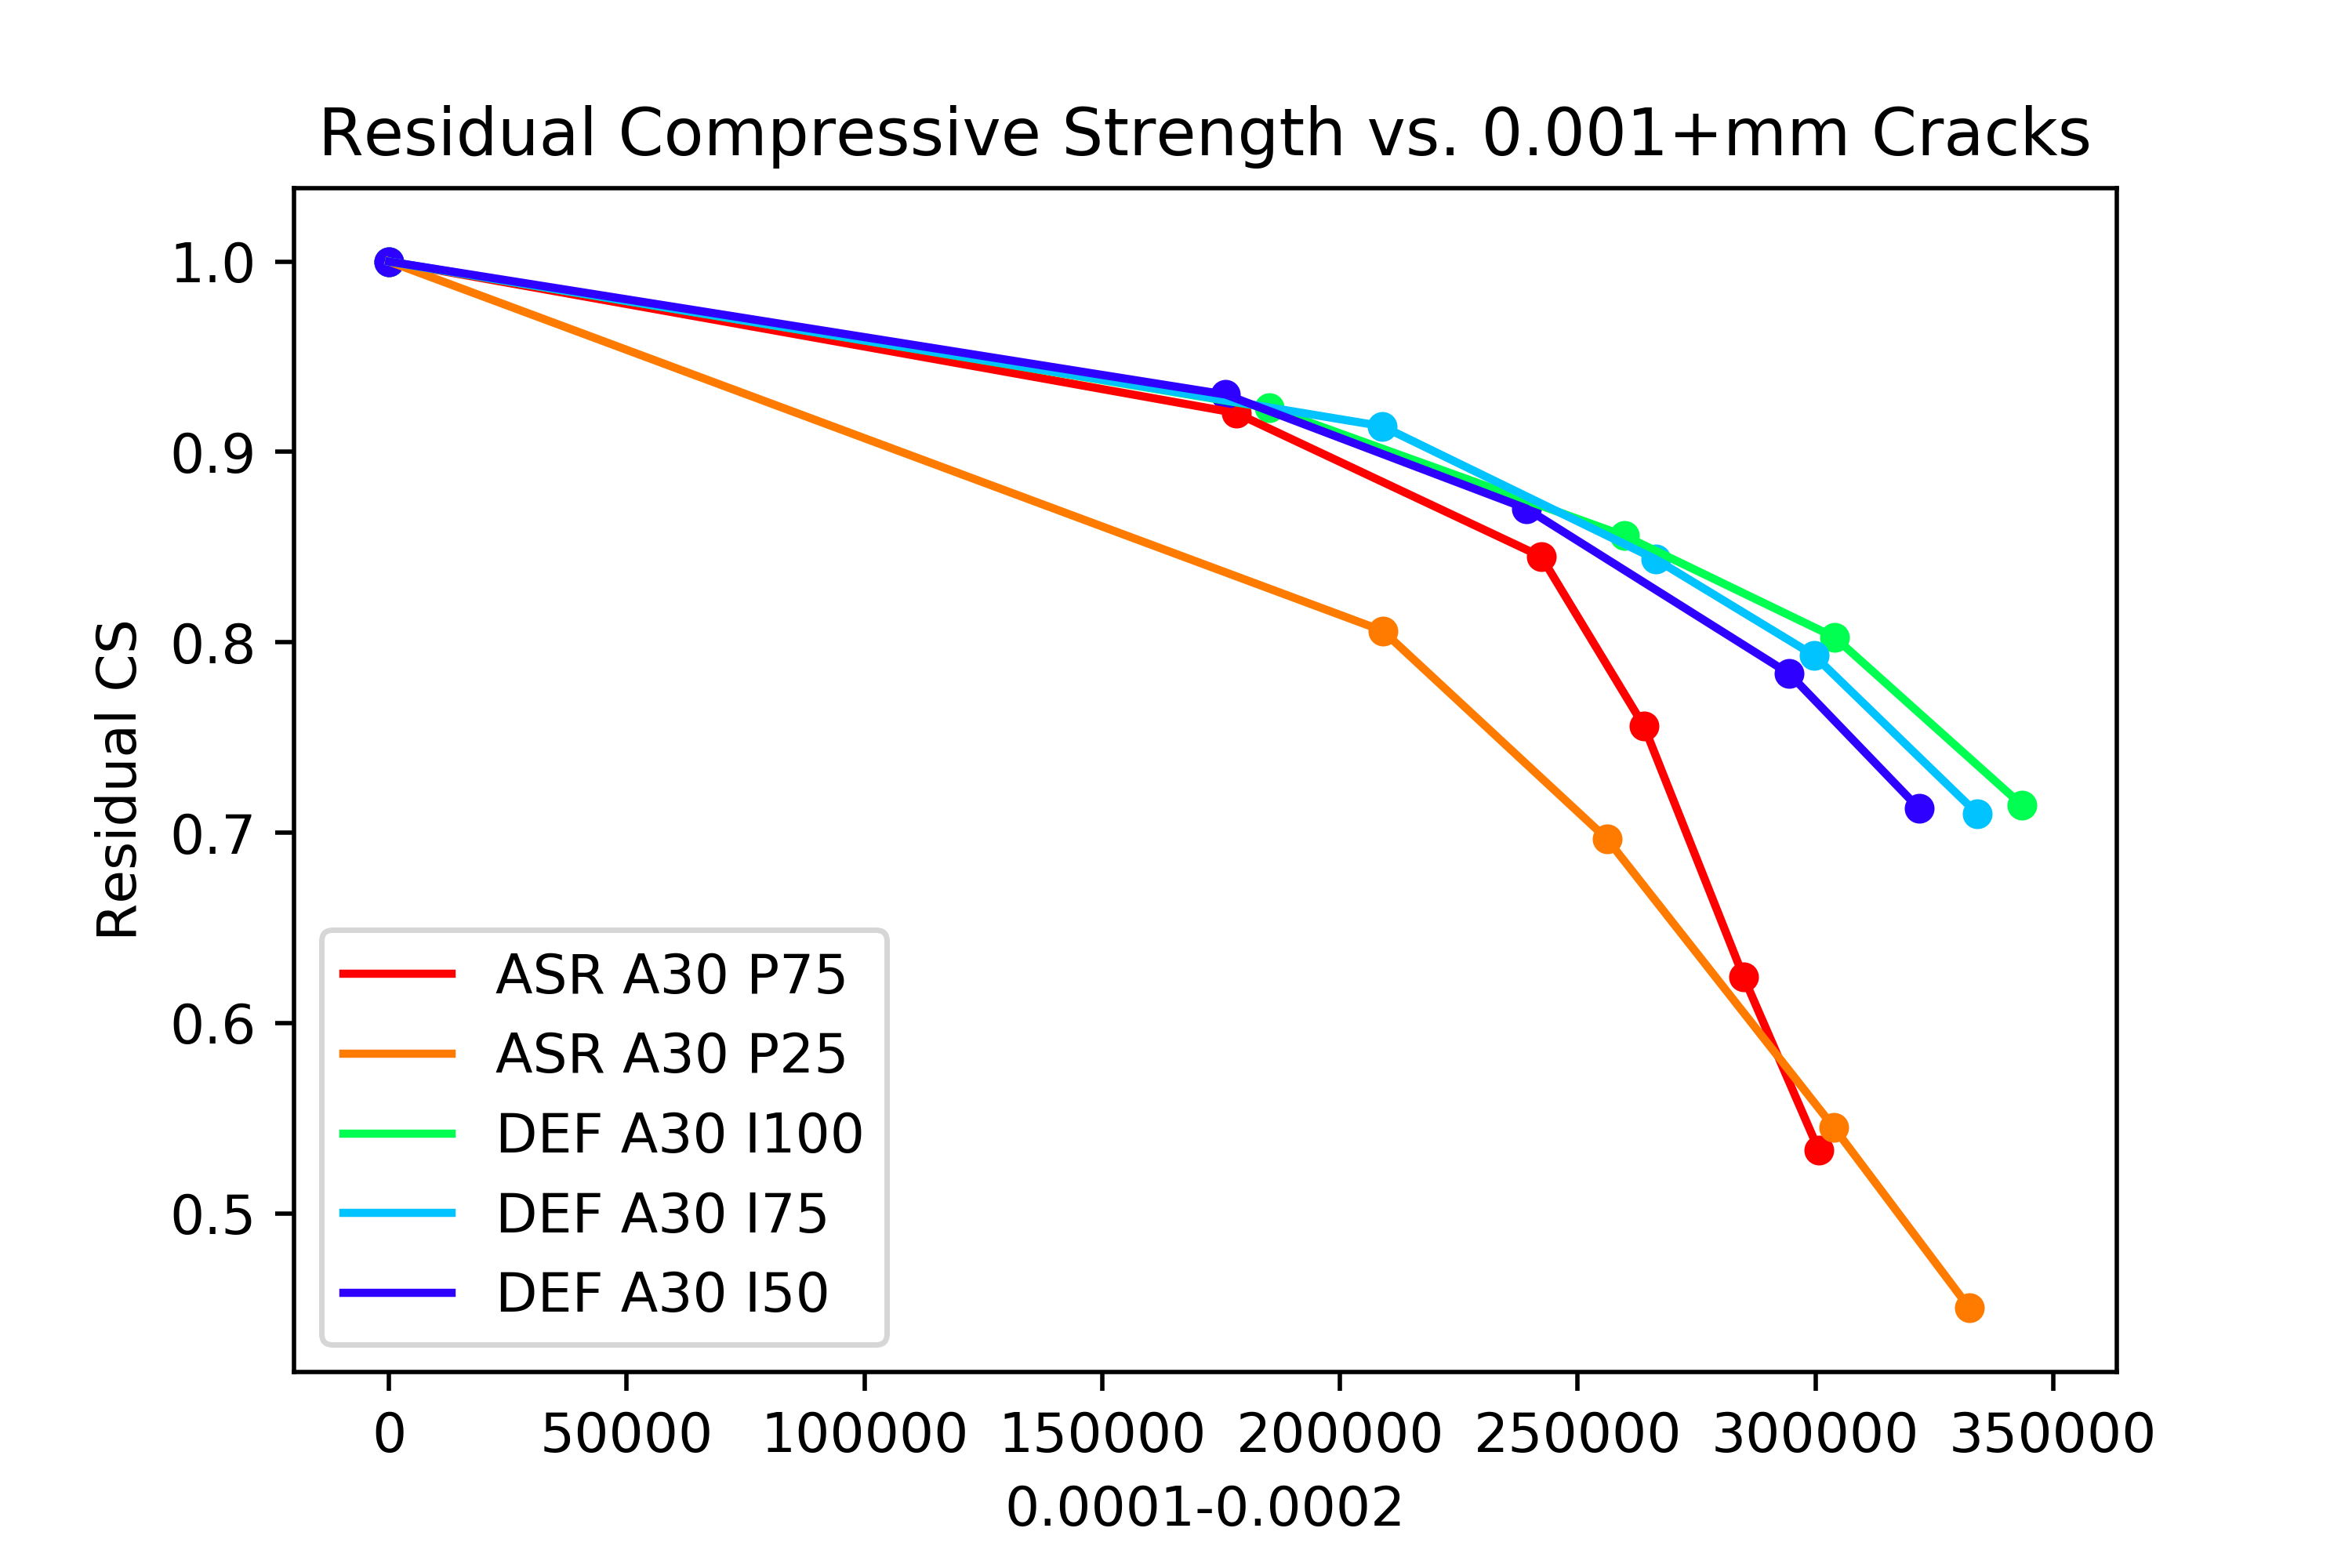 Residual Compressive Strength vs. 0.001+mm Cracks
Residual CS
1.0
0.9
0.8
0.7
0.6
0.5
ASR A30 P75
ASR A30 P25
DEF A30 I100
DEF A30 I75
DEF A30 I50
0 50000 100000 150000 200000 250000 300000 350000
0.0001-0.0002